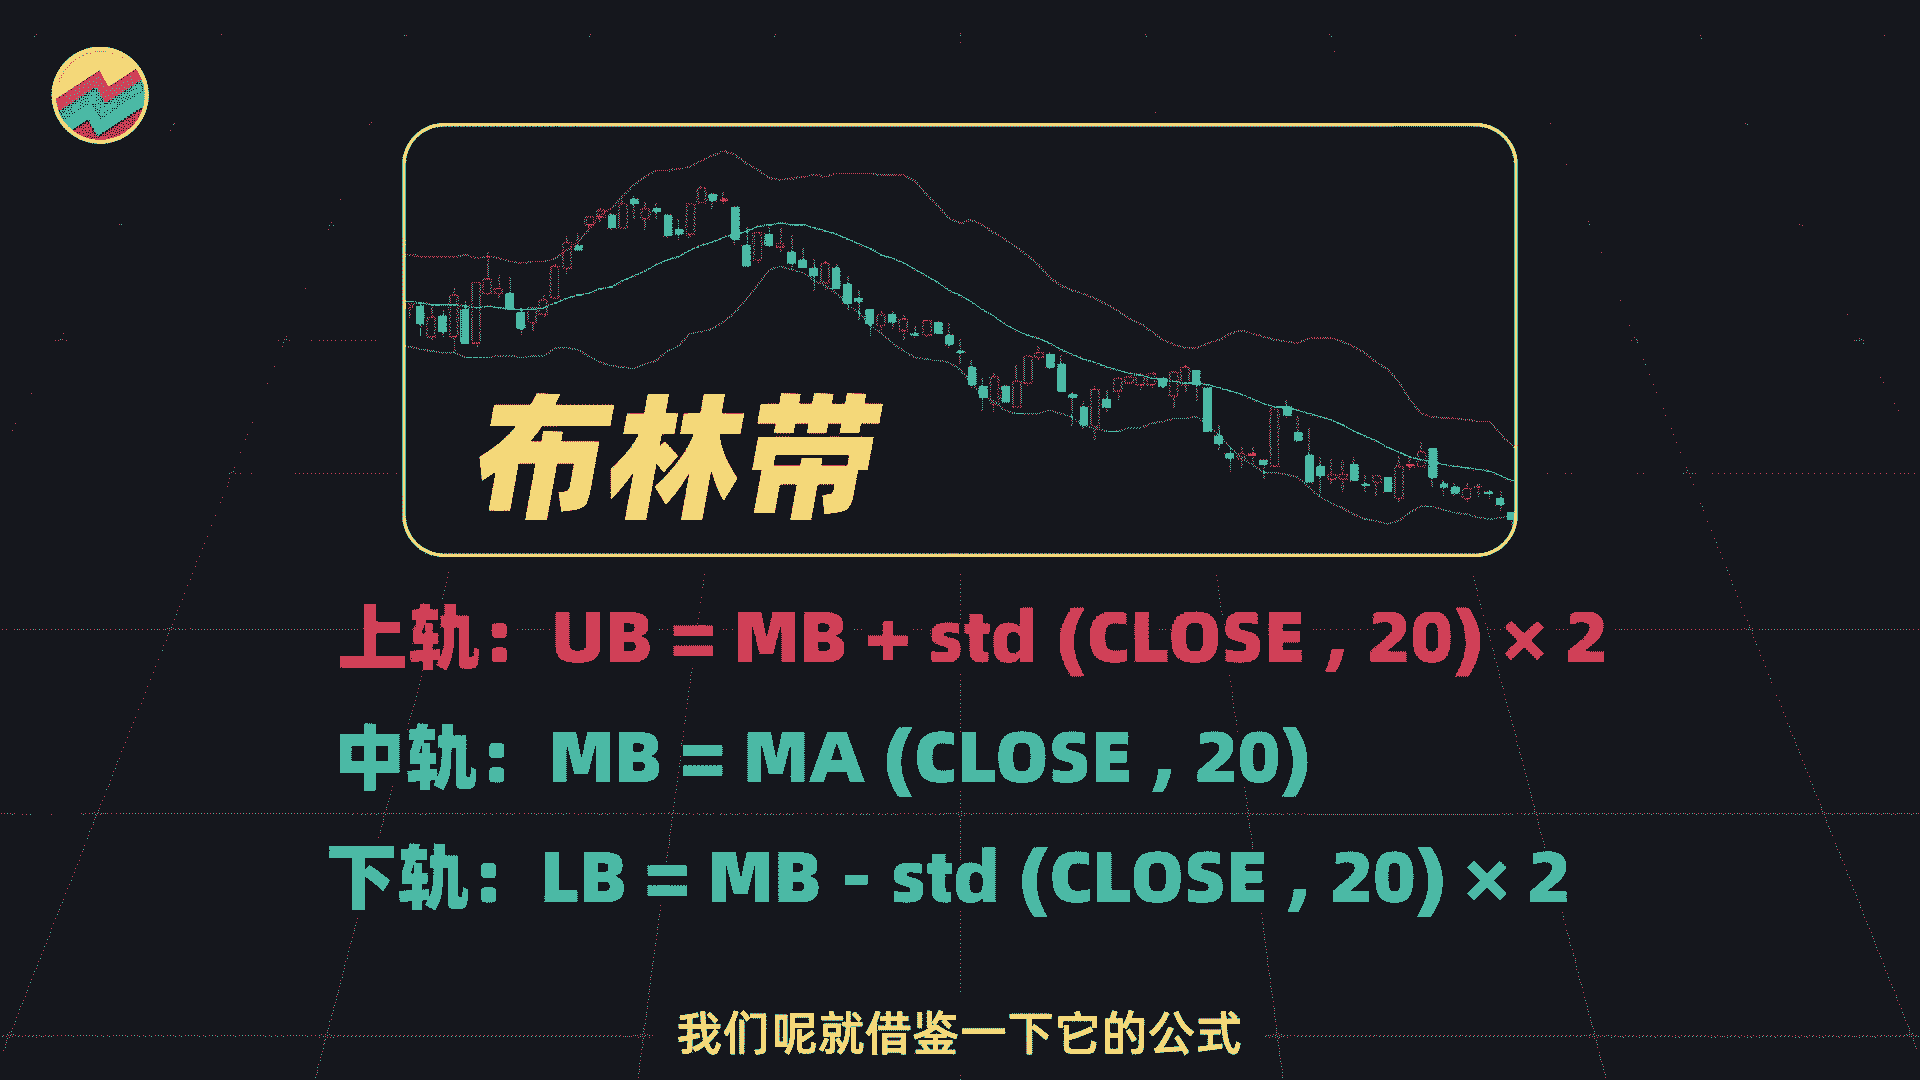 布林带
上轨：UB = MB + std (CLOSE , 20) × 2
中轨：MB = MA (CLOSE , 20)
下轨：LB = MB - std (CLOSE , 20) × 2
我们呢就借鉴一下它的公式